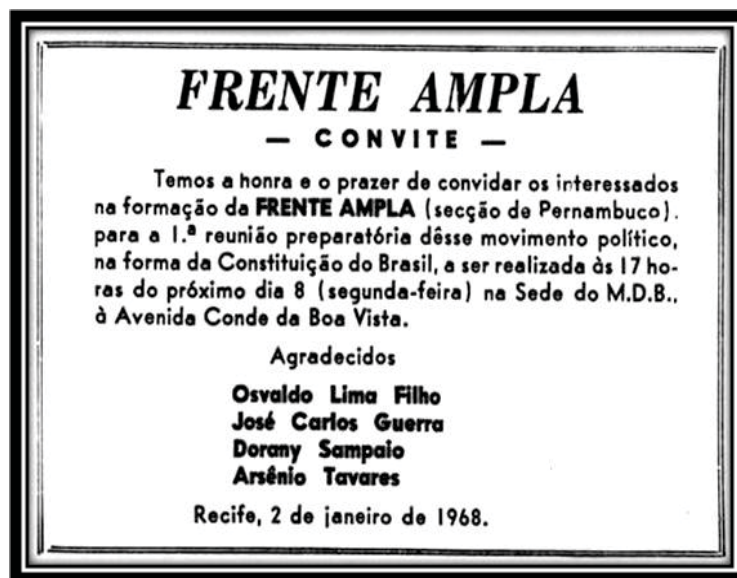 FRENTE AMPLA
— CONVITE —
Temos a honra e o prazer de convidar os interessados
na formação da FRENTE AMPLA (secção de Pernambuco).
para a 1.ª reunião preparatória dêsse movimento político,
na forma da Constituição do Brasil, a ser realizada às 17 ho-
ras do próximo dia 8 (segunda-feira) na Sede do M.D.B.,
à Avenida Conde da Boa Vista.
Agradecidos
Osvaldo Lima Filho
José Carlos Guerra
Dorany Sampaio
Arsênio Tavares
Recife, 2 de janeiro de 1968.